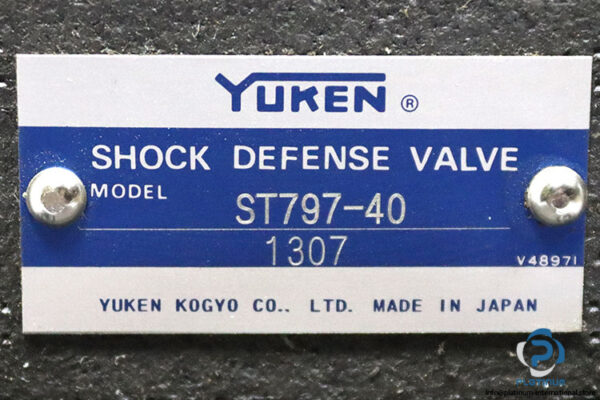 YUKEN ®
SHOCK DEFENSE VALVE
MODEL
ST797-40
1307
V48971
YUKEN KOGYO CO., LTD. MADE IN JAPAN